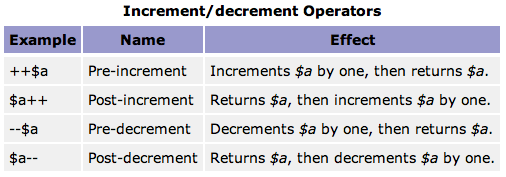 Increment/decrement Operators
Example Name Effect
++$a Pre-increment Increments $a by one, then returns $a.
$a++ Post-increment Returns $a, then increments $a by one.
--$a Pre-decrement Decrements $a by one, then returns $a.
$a-- Post-decrement Returns $a, then decrements $a by one.